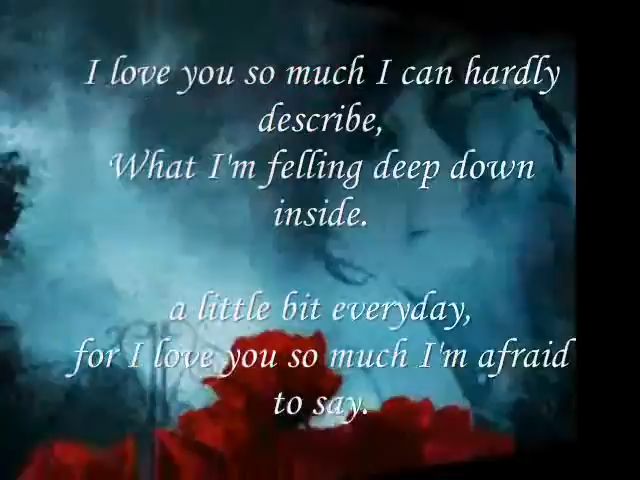 I love you so much I can hardly
describe,
What I'm felling deep down
inside.
a little bit everyday,
for I love you so much I'm afraid
to say.